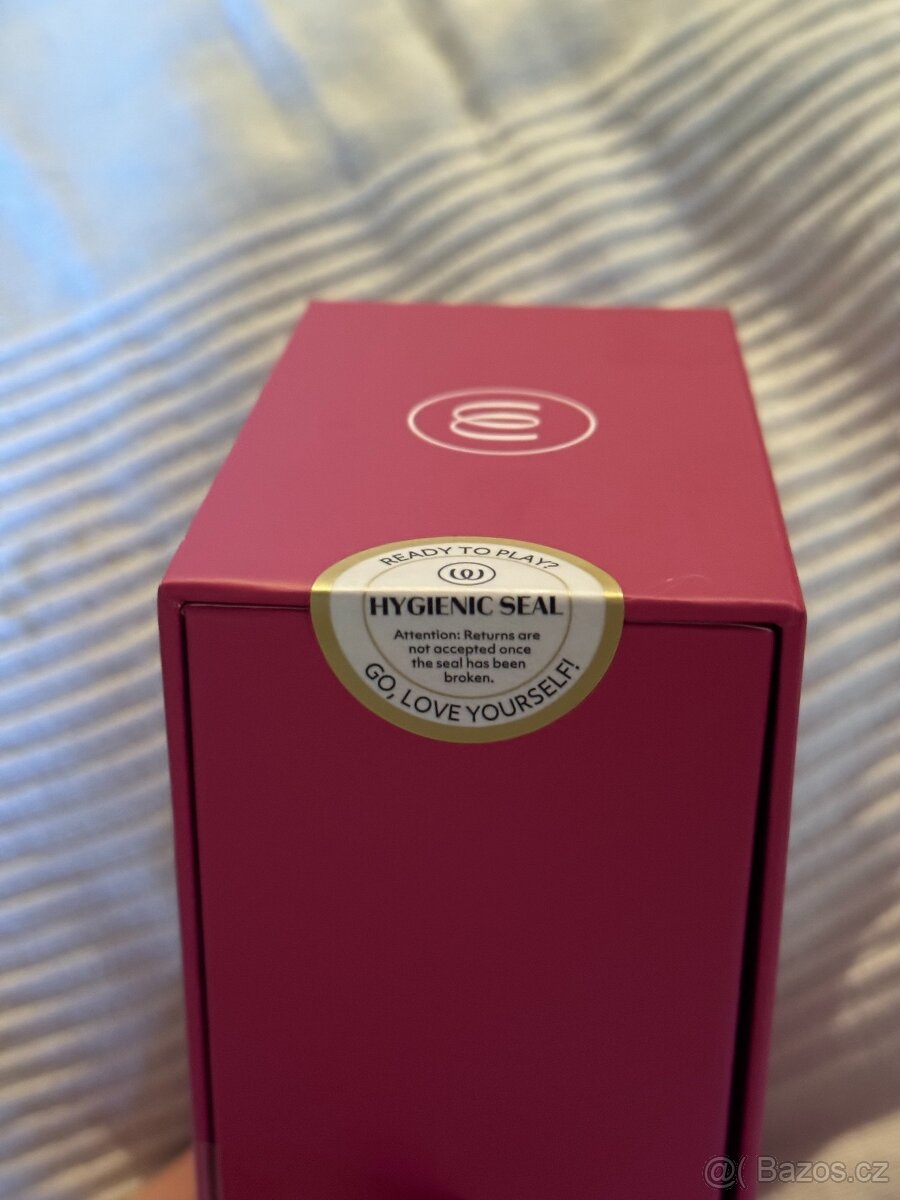 READY TO PLAY?
HYGIENIC SEAL
Attention: Returns are
not accepted once
the seal has been
broken.
GO, LOVE YOURSELF!
@( Bazos.cz